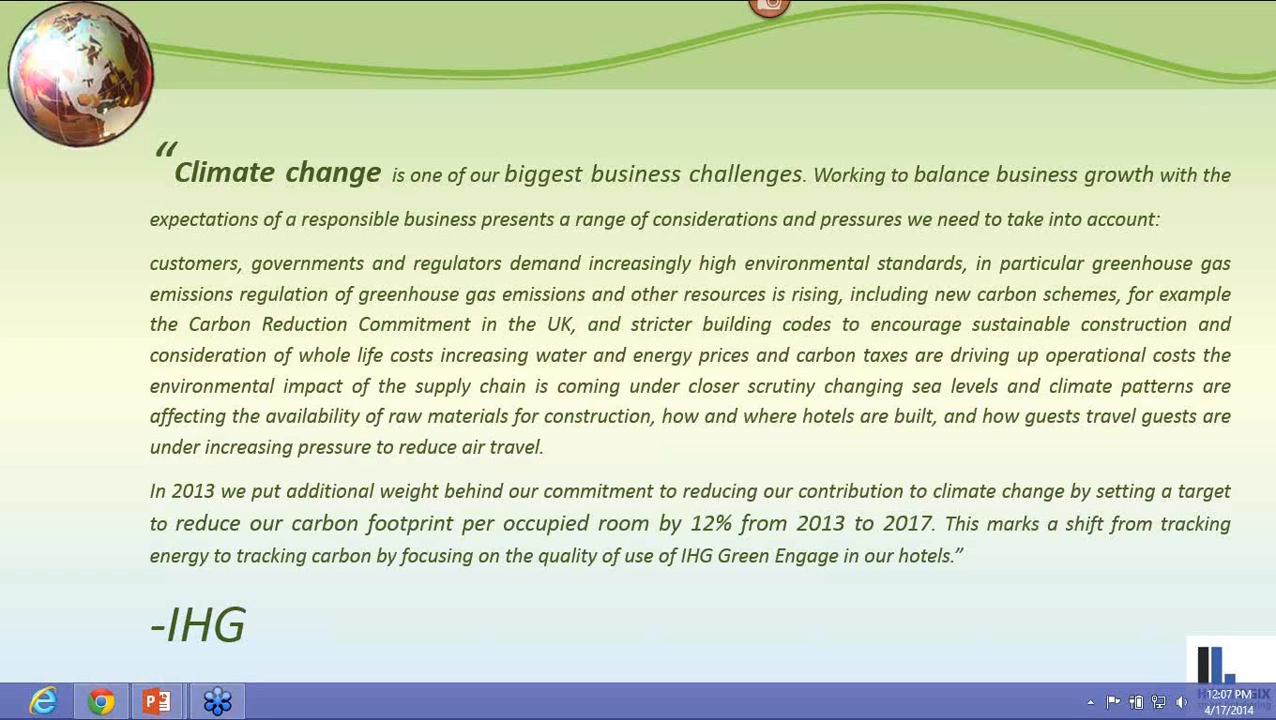 “Climate change is one of our biggest business challenges. Working to balance business growth with the
expectations of a responsible business presents a range of considerations and pressures we need to take into account:
customers, governments and regulators demand increasingly high environmental standards, in particular greenhouse gas
emissions regulation of greenhouse gas emissions and other resources is rising, including new carbon schemes, for example
the Carbon Reduction Commitment in the UK, and stricter building codes to encourage sustainable construction and
consideration of whole life costs increasing water and energy prices and carbon taxes are driving up operational costs the
environmental impact of the supply chain is coming under closer scrutiny changing sea levels and climate patterns are
affecting the availability of raw materials for construction, how and where hotels are built, and how guests travel guests are
under increasing pressure to reduce air travel.
In 2013 we put additional weight behind our commitment to reducing our contribution to climate change by setting a target
to reduce our carbon footprint per occupied room by 12% from 2013 to 2017. This marks a shift from tracking
energy to tracking carbon by focusing on the quality of use of IHG Green Engage in our hotels.”
-IHG
12:07 PM
4/17/2014